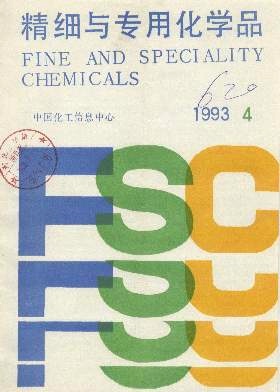 精细与专用化学品
FINE AND SPECIALITY
CHEMICALS
620
中国化工信息中心
1993 4
FSC